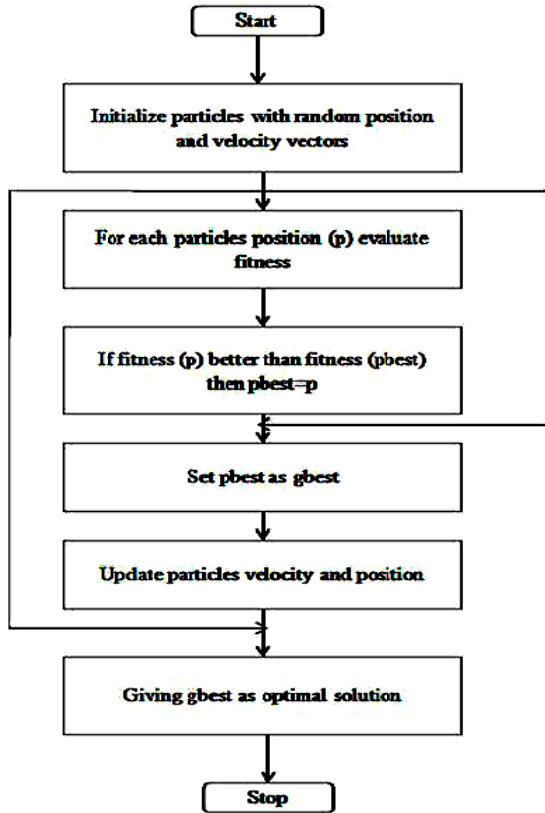 Start
Initialize particles with random position
and velocity vectors
For each particles position (p) evaluate
fitness
If fitness (p) better than fitness (pbest)
then pbest=p
Set pbest as gbest
Update particles velocity and position
Giving gbest as optimal solution
Stop